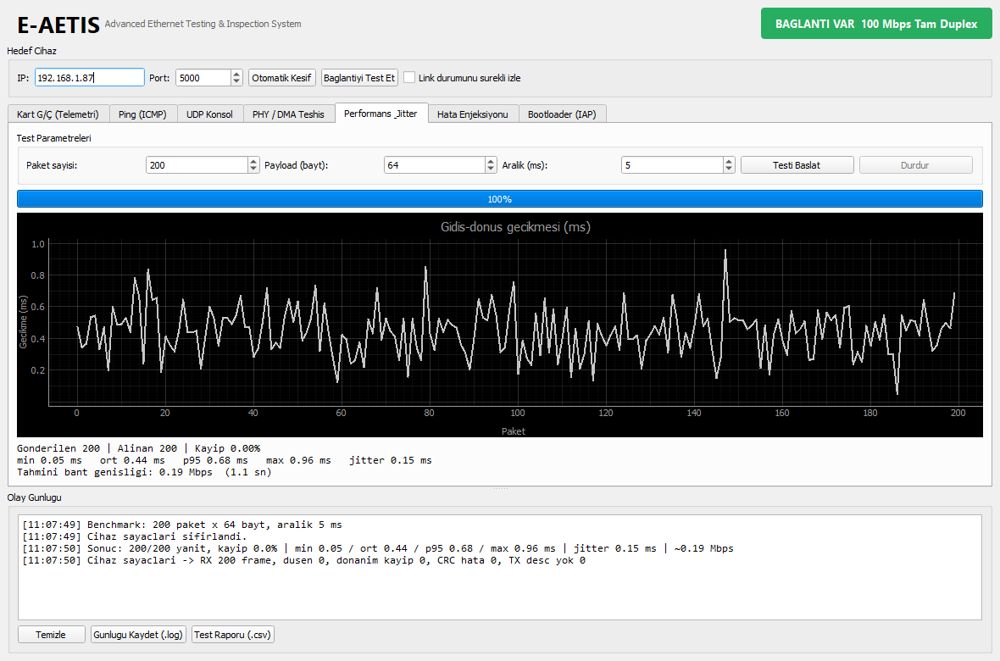 E-AETIS Advanced Ethernet Testing & Inspection System
BAGLANTI VAR 100 Mbps Tam Duplex
Hedef Cihaz
IP: 192.168.1.87 Port: 5000 Otomatik Kesif Baglantiyi Test Et Link durumunu surekli izle
Kart G/Ç (Telemetri) Ping (ICMP) UDP Konsol PHY / DMA Teshis Performans _Jitter Hata Enjeksiyonu Bootloader (IAP)
Test Parametreleri
Paket sayisi: 200 Payload (bayt): 64 Aralik (ms): 5 Testi Baslat Durdur
100%
Gidis-donus gecikmesi (ms)
1.0
0.8
0.6
0.4
0.2
Gecikme (ms)
0 20 40 60 80 100 120 140 160 180 200
Paket
Gonderilen 200 | Alinan 200 | Kayip 0.00%
min 0.05 ms ort 0.44 ms p95 0.68 ms max 0.96 ms jitter 0.15 ms
Tahmini bant genisligi: 0.19 Mbps (1.1 sn)
Olay Gunlugu
[11:07:49] Benchmark: 200 paket x 64 bayt, aralik 5 ms
[11:07:49] Cihaz sayaclari sifirlandi.
[11:07:50] Sonuc: 200/200 yanit, kayip 0.0% | min 0.05 / ort 0.44 / p95 0.68 / max 0.96 ms | jitter 0.15 ms | ~0.19 Mbps
[11:07:50] Cihaz sayaclari -> RX 200 frame, dusen 0, donanim kayip 0, CRC hata 0, TX desc yok 0
Temizle Gunlugu Kaydet (.log) Test Raporu (.csv)